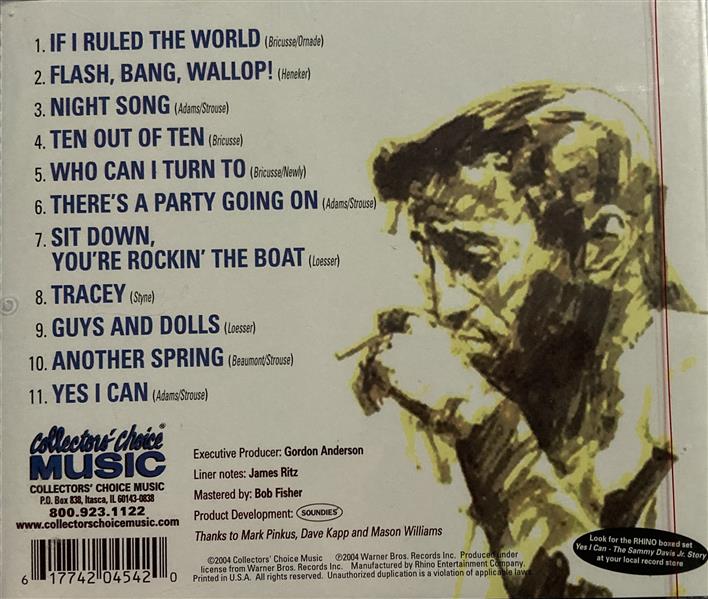 1. IF I RULED THE WORLD (Bricusse/Ornade)
2. FLASH, BANG, WALLOP! (Heneker)
3. NIGHT SONG (Adams/Strouse)
4. TEN OUT OF TEN (Bricusse)
5. WHO CAN I TURN TO (Bricusse/Newly)
6. THERE'S A PARTY GOING ON (Adams/Strouse)
7. SIT DOWN,
YOU'RE ROCKIN' THE BOAT (Loesser)
8. TRACEY (Styne)
9. GUYS AND DOLLS (Loesser)
10. ANOTHER SPRING (Beaumont/Strouse)
11. YES I CAN (Adams/Strouse)
Collectors' Choice®
MUSIC
COLLECTORS' CHOICE MUSIC
P.O. Box 838, Itasca, IL 60143-0838
800.923.1122
www.collectorschoicemusic.com
Executive Producer: Gordon Anderson
Liner notes: James Ritz
Mastered by: Bob Fisher
Product Development: SOUNDIES
Thanks to Mark Pinkus, Dave Kapp and Mason Williams
©2004 Collectors' Choice Music ℗2004 Warner Bros. Records Inc. Produced under
license from Warner Bros. Records Inc. Manufactured by Rhino Entertainment Company.
Printed in U.S.A. All rights reserved. Unauthorized duplication is a violation of applicable laws.
6 17742 04542 0
Look for the RHINO boxed set
Yes I Can - The Sammy Davis Jr. Story
at your local record store